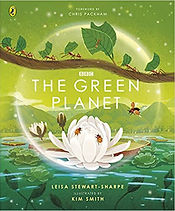 FOREWORD BY
CHRIS PACKHAM
BBC
THE GREEN
PLANET
LEISA STEWART-SHARPE
ILLUSTRATED BY
KIM SMITH